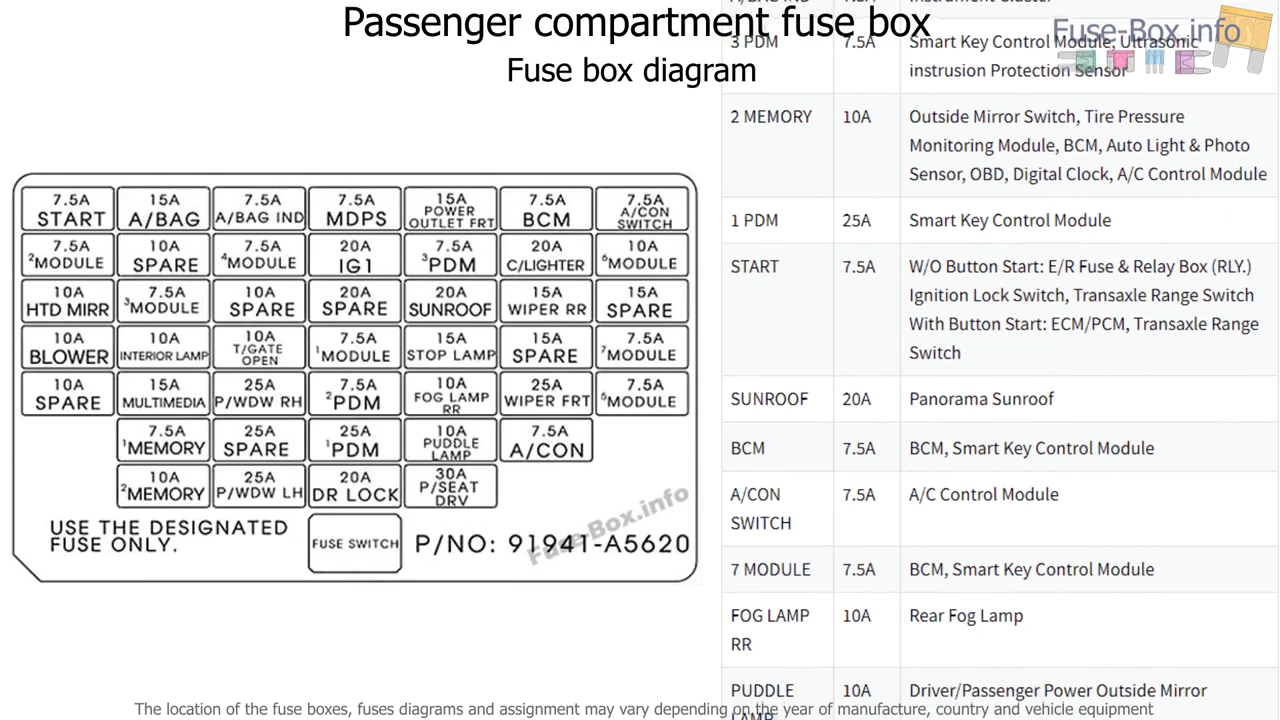 Passenger compartment fuse box
Fuse box diagram
Fuse-Box.info
7.5A START
15A A/BAG
7.5A A/BAG IND
7.5A MDPS
15A POWER OUTLET FRT
7.5A BCM
7.5A A/CON SWITCH
7.5A ²MODULE
10A SPARE
7.5A ⁴MODULE
20A IG1
7.5A ³PDM
20A C/LIGHTER
10A ⁶MODULE
10A HTD MIRR
7.5A ³MODULE
10A SPARE
20A SPARE
20A SUNROOF
15A WIPER RR
15A SPARE
10A BLOWER
10A INTERIOR LAMP
10A T/GATE OPEN
7.5A ¹MODULE
15A STOP LAMP
15A SPARE
7.5A ⁷MODULE
10A SPARE
15A MULTIMEDIA
25A P/WDW RH
7.5A ²PDM
10A FOG LAMP RR
25A WIPER FRT
7.5A ⁵MODULE
7.5A ¹MEMORY
25A SPARE
25A ¹PDM
10A PUDDLE LAMP
7.5A A/CON
10A ²MEMORY
25A P/WDW LH
20A DR LOCK
30A P/SEAT DRV
USE THE DESIGNATED
FUSE ONLY.
FUSE SWITCH
P/NO: 91941-A5620
Fuse-Box.info
3 PDM 7.5A Smart Key Control Module, Ultrasonic
instrusion Protection Sensor
2 MEMORY 10A Outside Mirror Switch, Tire Pressure
Monitoring Module, BCM, Auto Light & Photo
Sensor, OBD, Digital Clock, A/C Control Module
1 PDM 25A Smart Key Control Module
START 7.5A W/O Button Start: E/R Fuse & Relay Box (RLY.)
Ignition Lock Switch, Transaxle Range Switch
With Button Start: ECM/PCM, Transaxle Range
Switch
SUNROOF 20A Panorama Sunroof
BCM 7.5A BCM, Smart Key Control Module
A/CON 7.5A A/C Control Module
SWITCH
7 MODULE 7.5A BCM, Smart Key Control Module
FOG LAMP 10A Rear Fog Lamp
RR
PUDDLE 10A Driver/Passenger Power Outside Mirror
The location of the fuse boxes, fuses diagrams and assignment may vary depending on the year of manufacture, country and vehicle equipment